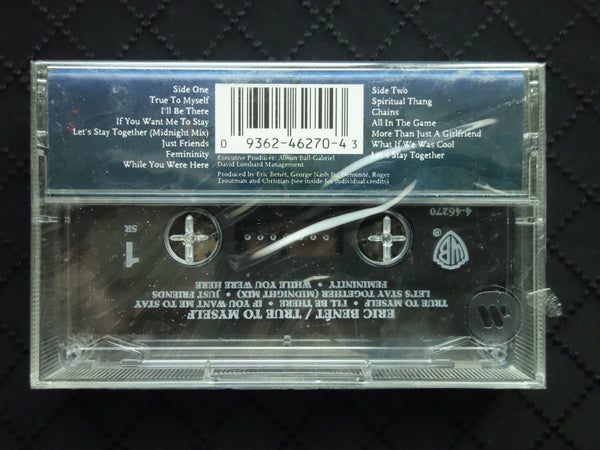 Side One
True To Myself
I'll Be There
If You Want Me To Stay
Let's Stay Together (Midnight Mix)
Just Friends
Femininity
While You Were Here
0 9362-46270-4 3
Executive Producer: Alison Ball-Gabriel
David Lombard Management
Produced by Eric Benét, George Nash Jr., Demonté, Roger
Troutman and Christian (see inside for individual credits)
Side Two
Spiritual Thang
Chains
All In The Game
More Than Just A Girlfriend
What If We Was Cool
Let's Stay Together
4-46270
1
SR
ERIC BENÉT / TRUE TO MYSELF
TRUE TO MYSELF • I'LL BE THERE • IF YOU WANT ME TO STAY
LET'S STAY TOGETHER (MIDNIGHT MIX) • JUST FRIENDS
FEMININITY • WHILE YOU WERE HERE